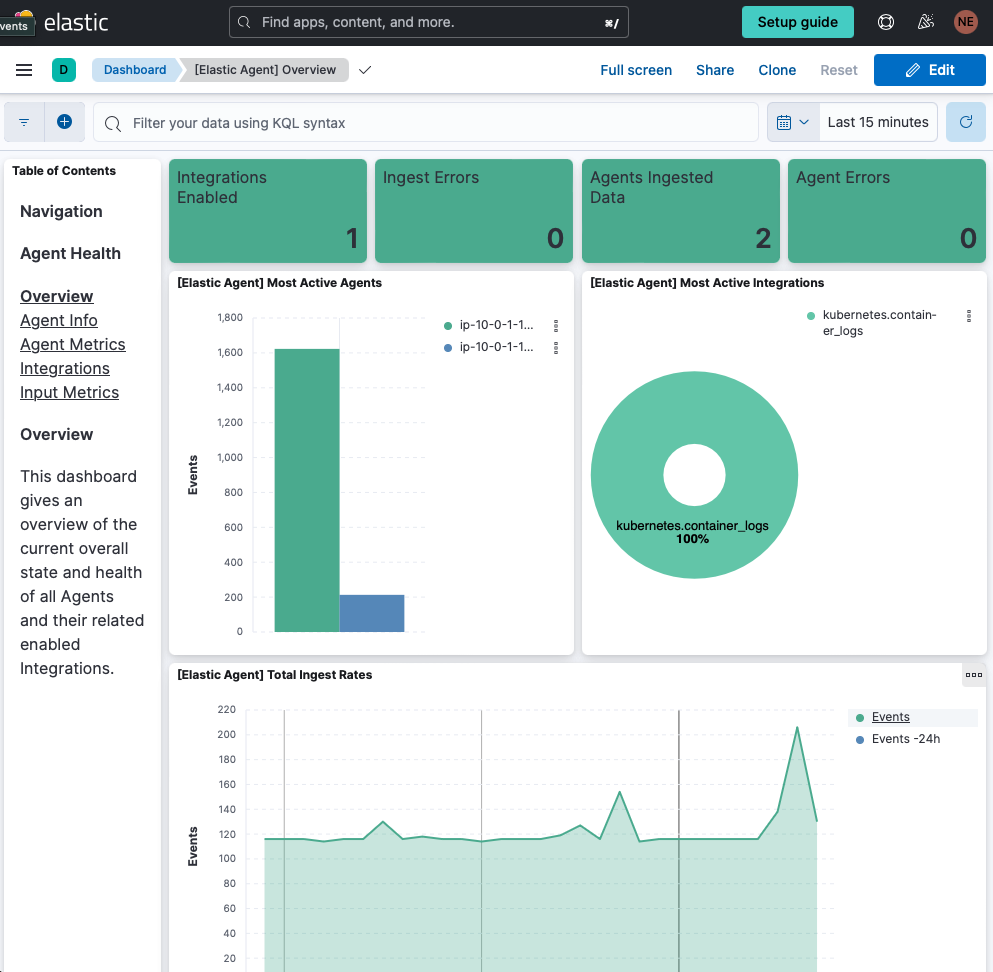 vents
elastic
Find apps, content, and more.
⌘/
Setup guide
NE
D
Dashboard
[Elastic Agent] Overview
Full screen
Share
Clone
Reset
Edit
Filter your data using KQL syntax
Last 15 minutes
Table of Contents
Navigation
Agent Health
Overview
Agent Info
Agent Metrics
Integrations
Input Metrics
Overview
This dashboard
gives an
overview of the
current overall
state and health
of all Agents
and their related
enabled
Integrations.
Integrations
Enabled
1
Ingest Errors
0
Agents Ingested
Data
2
Agent Errors
0
[Elastic Agent] Most Active Agents
1,800
1,600
1,400
1,200
1,000
800
600
400
200
0
Events
ip-10-0-1-1...
ip-10-0-1-1...
[Elastic Agent] Most Active Integrations
kubernetes.contain-
er_logs
kubernetes.container_logs
100%
[Elastic Agent] Total Ingest Rates
220
200
180
160
140
120
100
80
60
40
20
Events
Events
Events -24h